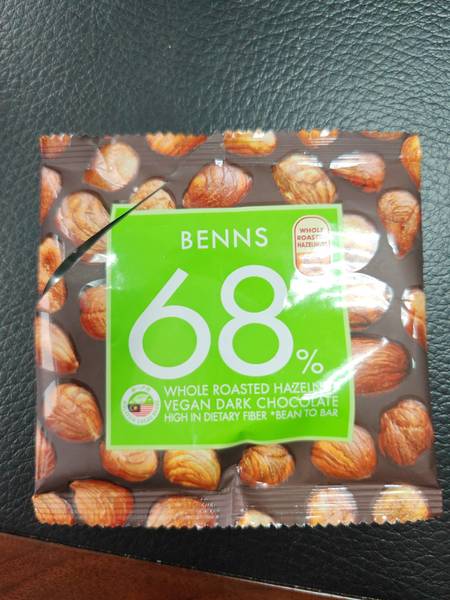 BENNS
WHOLE
ROASTED
HAZELNUT
68%
WHOLE ROASTED HAZELNUT
VEGAN DARK CHOCOLATE
HIGH IN DIETARY FIBER *BEAN TO BAR